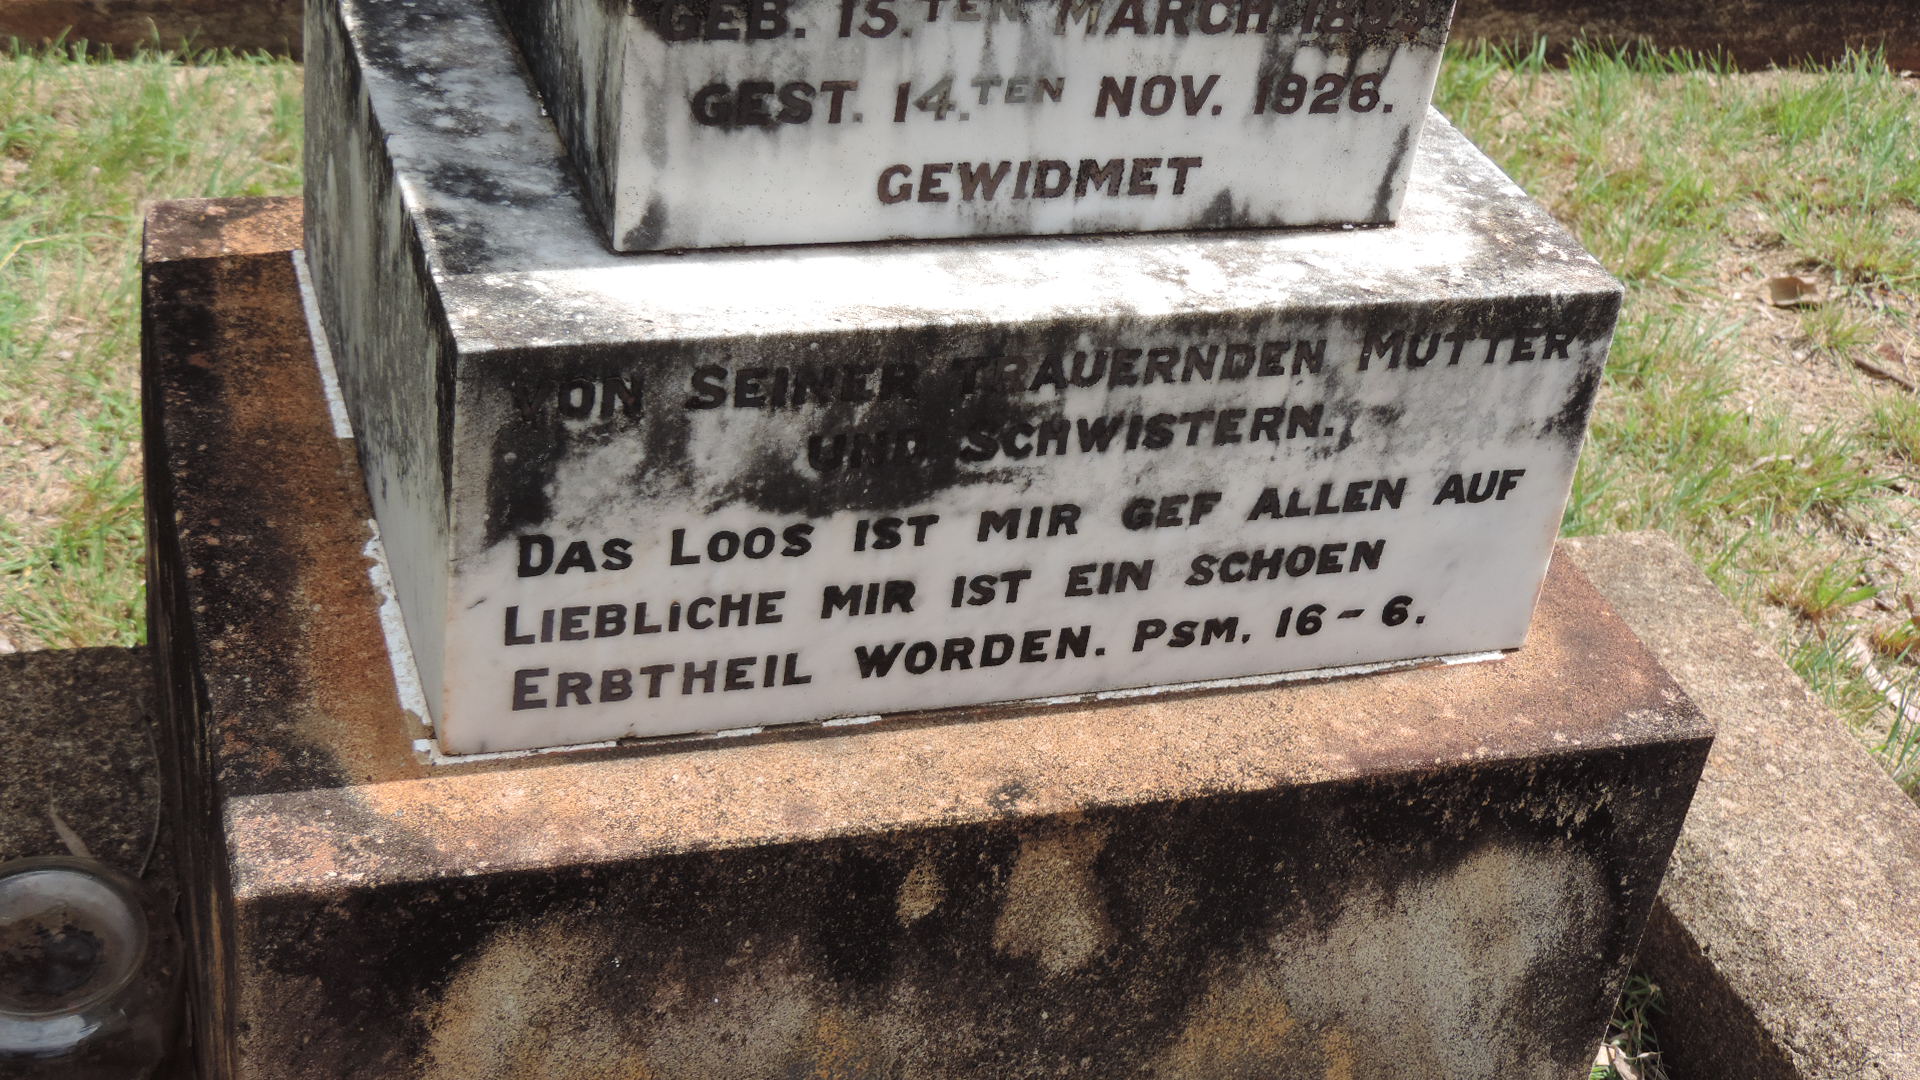 GEB. 15.TEN MARCH
GEST. 14.TEN NOV. 1926.
GEWIDMET
VON SEINER TRAUERNDEN MUTTER
UND SCHWISTERN.
DAS LOOS IST MIR GEF ALLEN AUF
LIEBLICHE MIR IST EIN SCHOEN
ERBTHEIL WORDEN. PSM. 16-6.